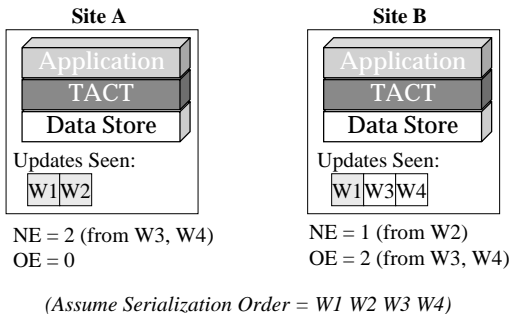 Site A
Application
TACT
Data Store
Updates Seen:
W1 W2
NE = 2 (from W3, W4)
OE = 0
Site B
Application
TACT
Data Store
Updates Seen:
W1 W3 W4
NE = 1 (from W2)
OE = 2 (from W3, W4)
(Assume Serialization Order = W1 W2 W3 W4)